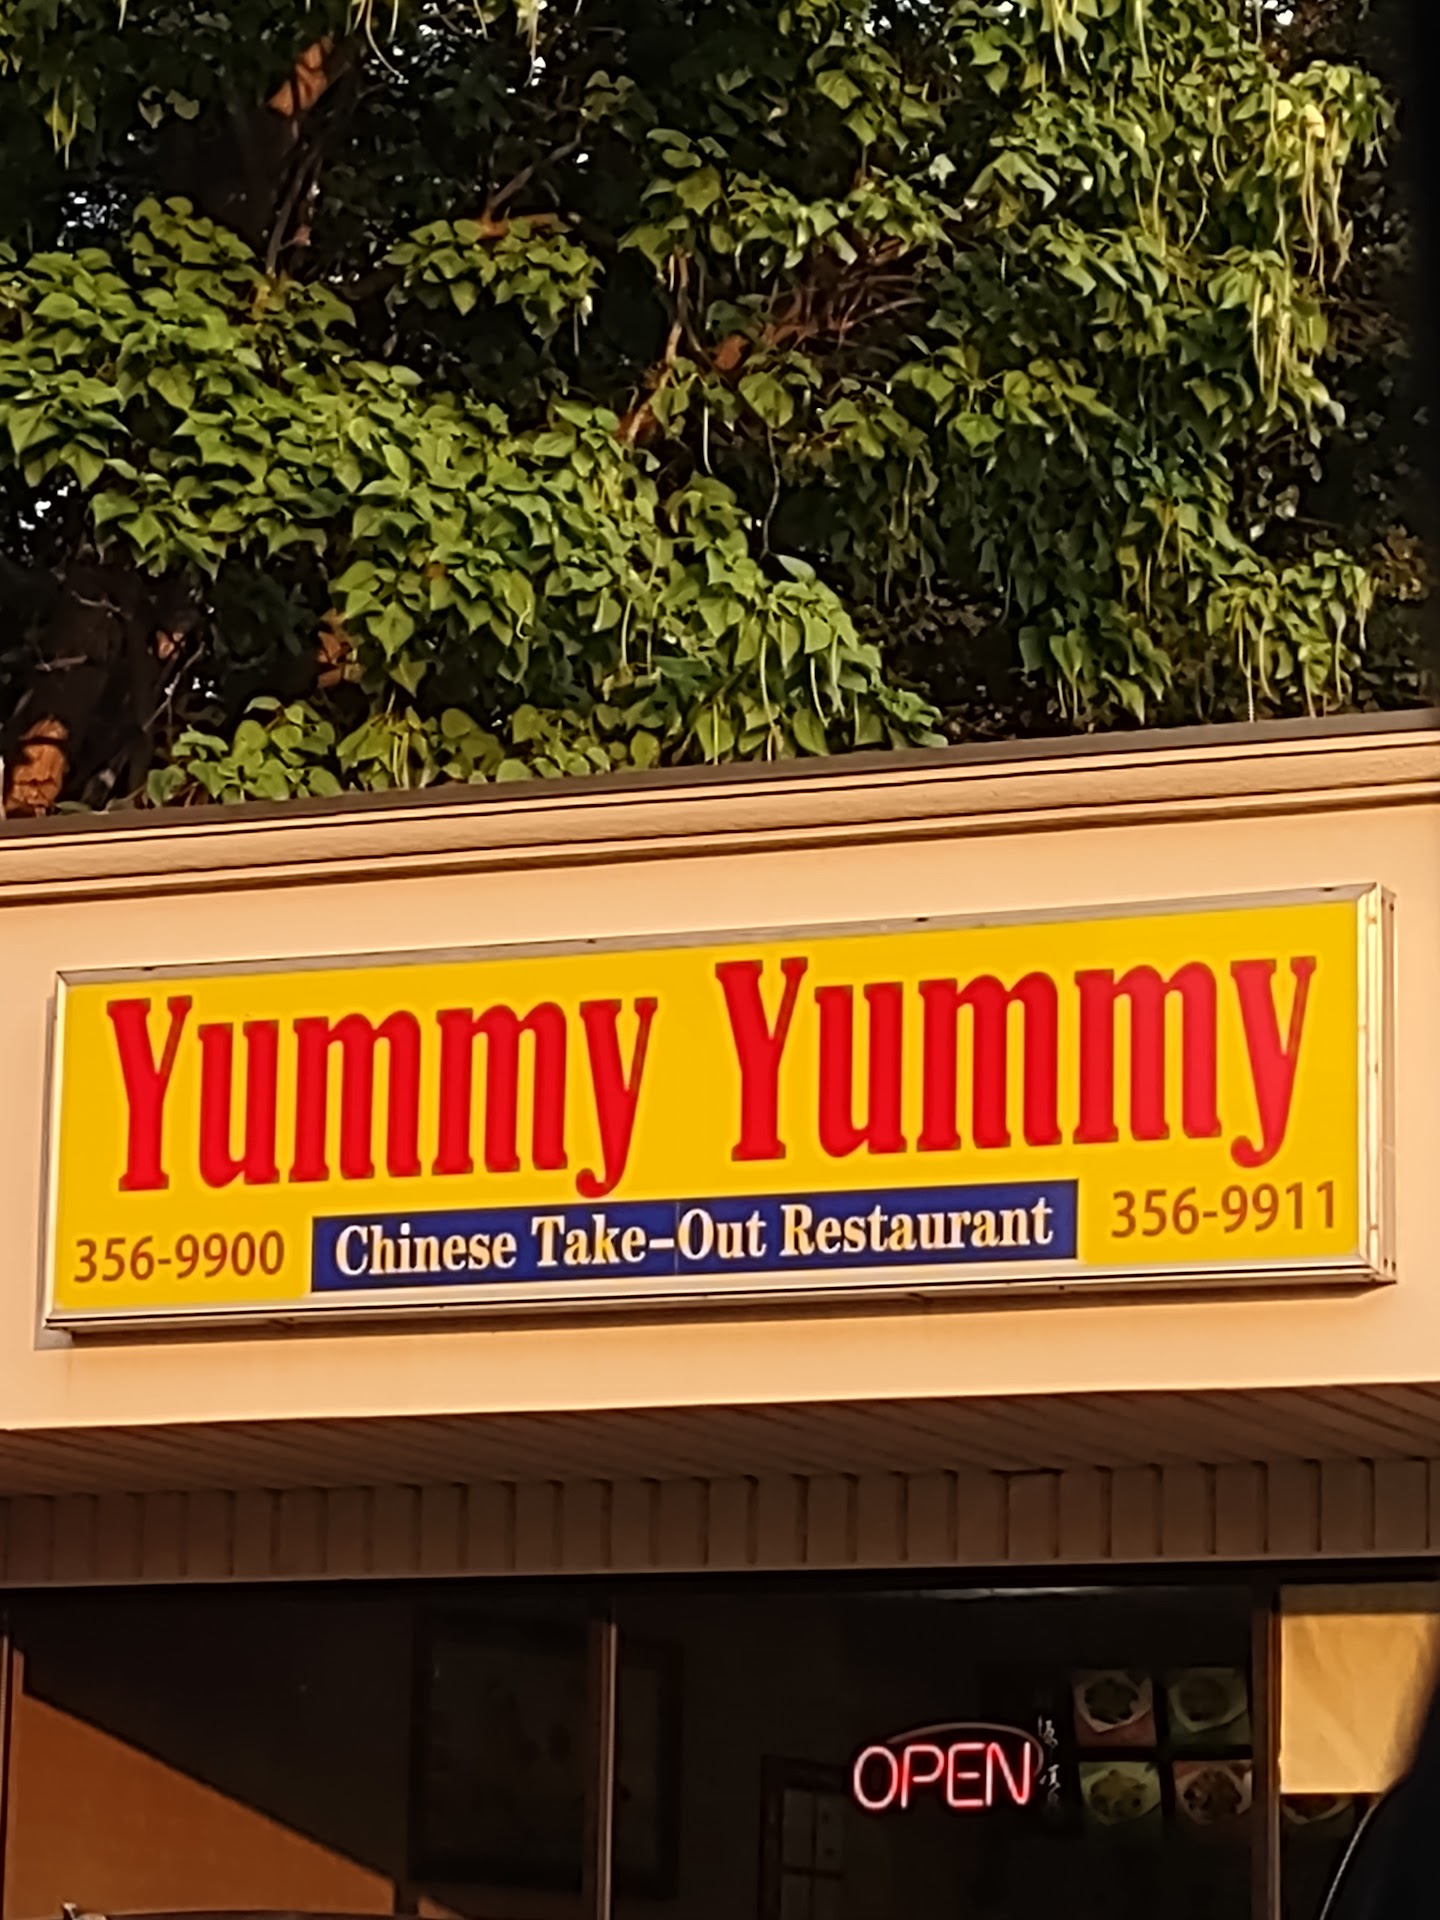 Yummy Yummy
356-9900 Chinese Take-Out Restaurant 356-9911
OPEN